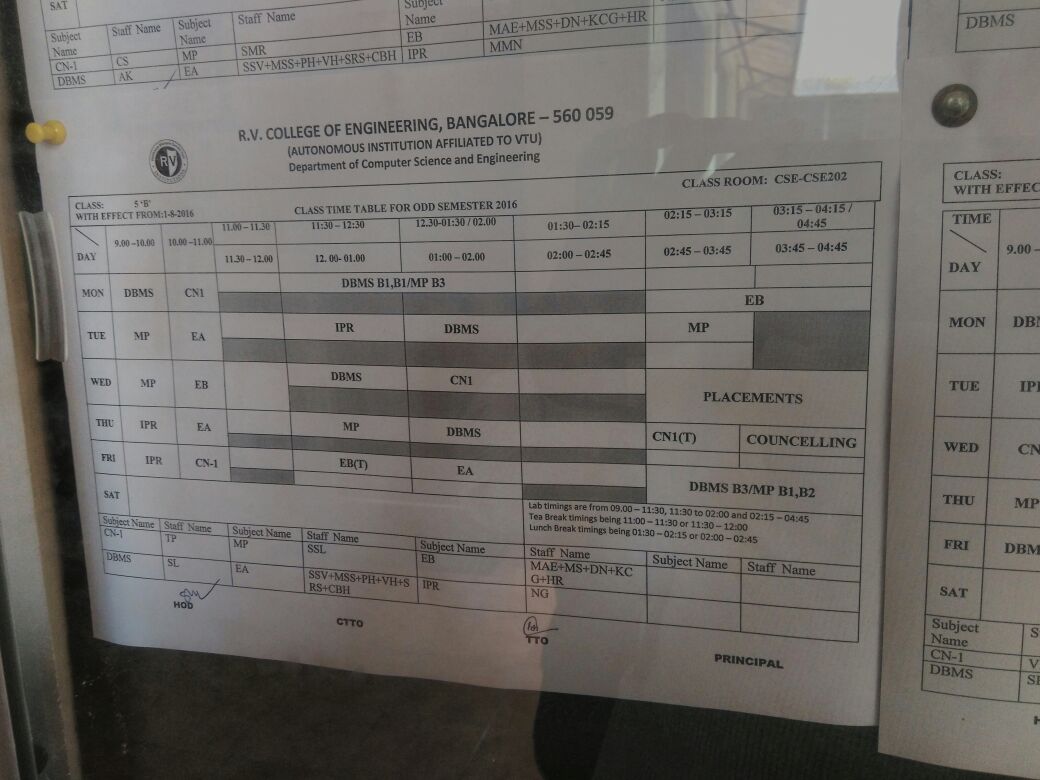 SAT
Subject Name Staff Name Subject Name Staff Name Subject Name
CN-1 CS MP SMR EB MAE+MSS+DN+KCG+HR
DBMS AK EA SSV+MSS+PH+VH+SRS+CBH IPR MMN
DBMS
R.V. COLLEGE OF ENGINEERING, BANGALORE – 560 059
(AUTONOMOUS INSTITUTION AFFILIATED TO VTU)
Department of Computer Science and Engineering
RV
CLASS: 5 'B' CLASS ROOM: CSE-CSE202
WITH EFFECT FROM:1-8-2016 CLASS TIME TABLE FOR ODD SEMESTER 2016
DAY 9.00 –10.00 10.00 –11.00 11.00 – 11.30 11:30 – 12:30 12.30-01:30 / 02.00 01:30– 02:15 02:15 – 03:15 03:15 – 04:15 / 04:45
11.30 – 12.00 12. 00-01.00 01:00 – 02.00 02:00 – 02:45 02:45 – 03:45 03:45 – 04:45
MON DBMS CN1 DBMS B1,B1/MP B3 EB
TUE MP EA IPR DBMS MP
WED MP EB DBMS CN1 PLACEMENTS
THU IPR EA MP DBMS CN1(T) COUNCELLING
FRI IPR CN-1 EB(T) EA DBMS B3/MP B1,B2
SAT
Lab timings are from 09.00 – 11:30, 11:30 to 02:00 and 02:15 – 04:45
Tea Break timings being 11:00 – 11:30 or 11:30 – 12:00
Lunch Break timings being 01:30 – 02:15 or 02:00 – 02:45
Subject Name Staff Name Subject Name Staff Name Subject Name Staff Name Subject Name Staff Name
CN-1 TP MP SSL EB MAE+MS+DN+KCG+HR
DBMS SL EA SSV+MSS+PH+VH+SRS+CBH IPR NG
HOD CTTO TTO PRINCIPAL
CLASS:
WITH EFFEC
TIME
DAY 9.00
MON DB
TUE IP
WED CN
THU MP
FRI DBM
SAT
Subject Name S
CN-1 V
DBMS